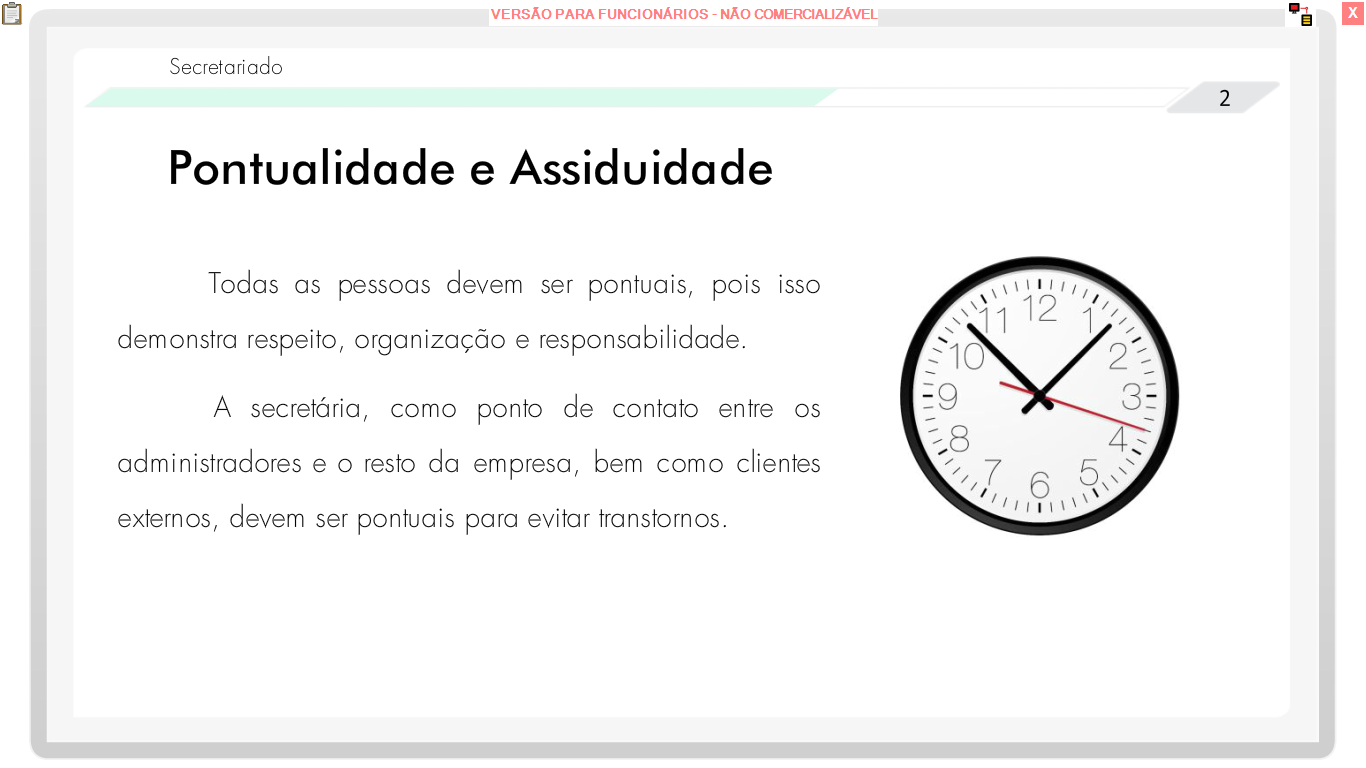 VERSÃO PARA FUNCIONÁRIOS - NÃO COMERCIALIZÁVEL
X
Secretariado
2
Pontualidade e Assiduidade
Todas as pessoas devem ser pontuais, pois isso
demonstra respeito, organização e responsabilidade.
A secretária, como ponto de contato entre os
administradores e o resto da empresa, bem como clientes
externos, devem ser pontuais para evitar transtornos.
12
1
2
3
4
5
6
7
8
9
10
11